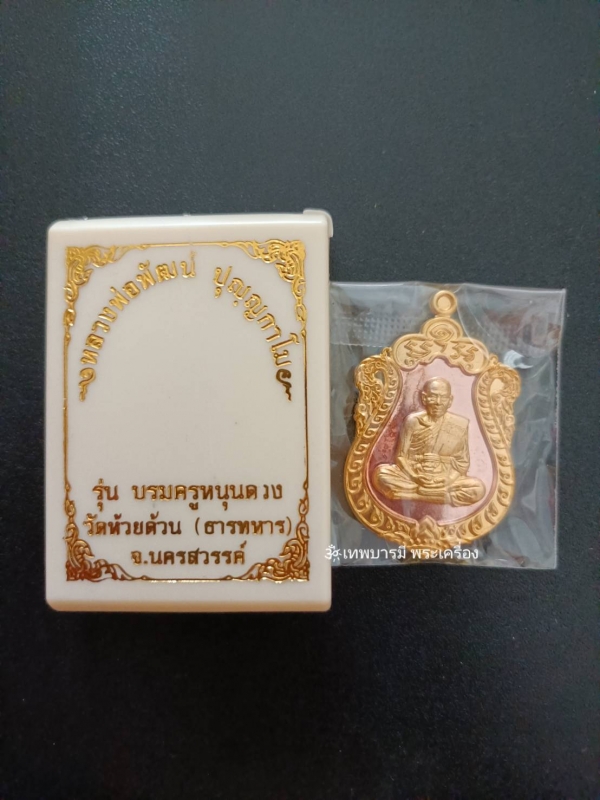 หลวงพ่อพัฒน์ ปุญญกาโม
รุ่น บรมครูหนุนดวง
วัดห้วยด้วน (ธารทหาร)
จ.นครสวรรค์
เทพบารมี พระเครื่อง